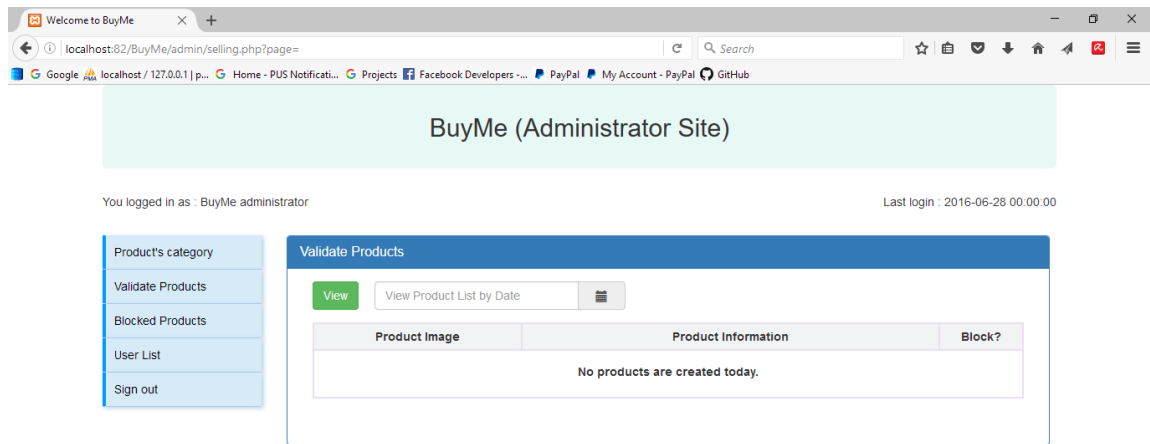 Welcome to BuyMe
localhost:82/BuyMe/admin/selling.php?page=
Search
Google localhost / 127.0.0.1 | p... Home - PUS Notificati... Projects Facebook Developers -... PayPal My Account - PayPal GitHub
BuyMe (Administrator Site)
You logged in as : BuyMe administrator Last login : 2016-06-28 00:00:00
Product's category
Validate Products
Blocked Products
User List
Sign out
Validate Products
View View Product List by Date
Product Image Product Information Block?
No products are created today.